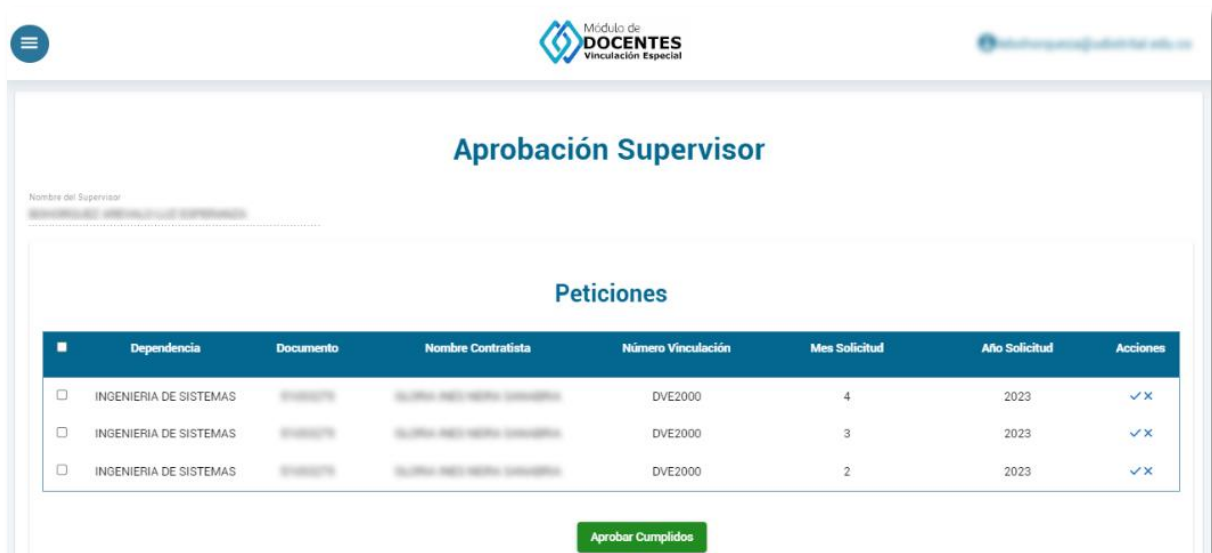 Módulo de
DOCENTES
Vinculación Especial
Aprobación Supervisor
Nombre del Supervisor
Peticiones
Dependencia Documento Nombre Contratista Número Vinculación Mes Solicitud Año Solicitud Acciones
INGENIERIA DE SISTEMAS DVE2000 4 2023
INGENIERIA DE SISTEMAS DVE2000 3 2023
INGENIERIA DE SISTEMAS DVE2000 2 2023
Aprobar Cumplidos